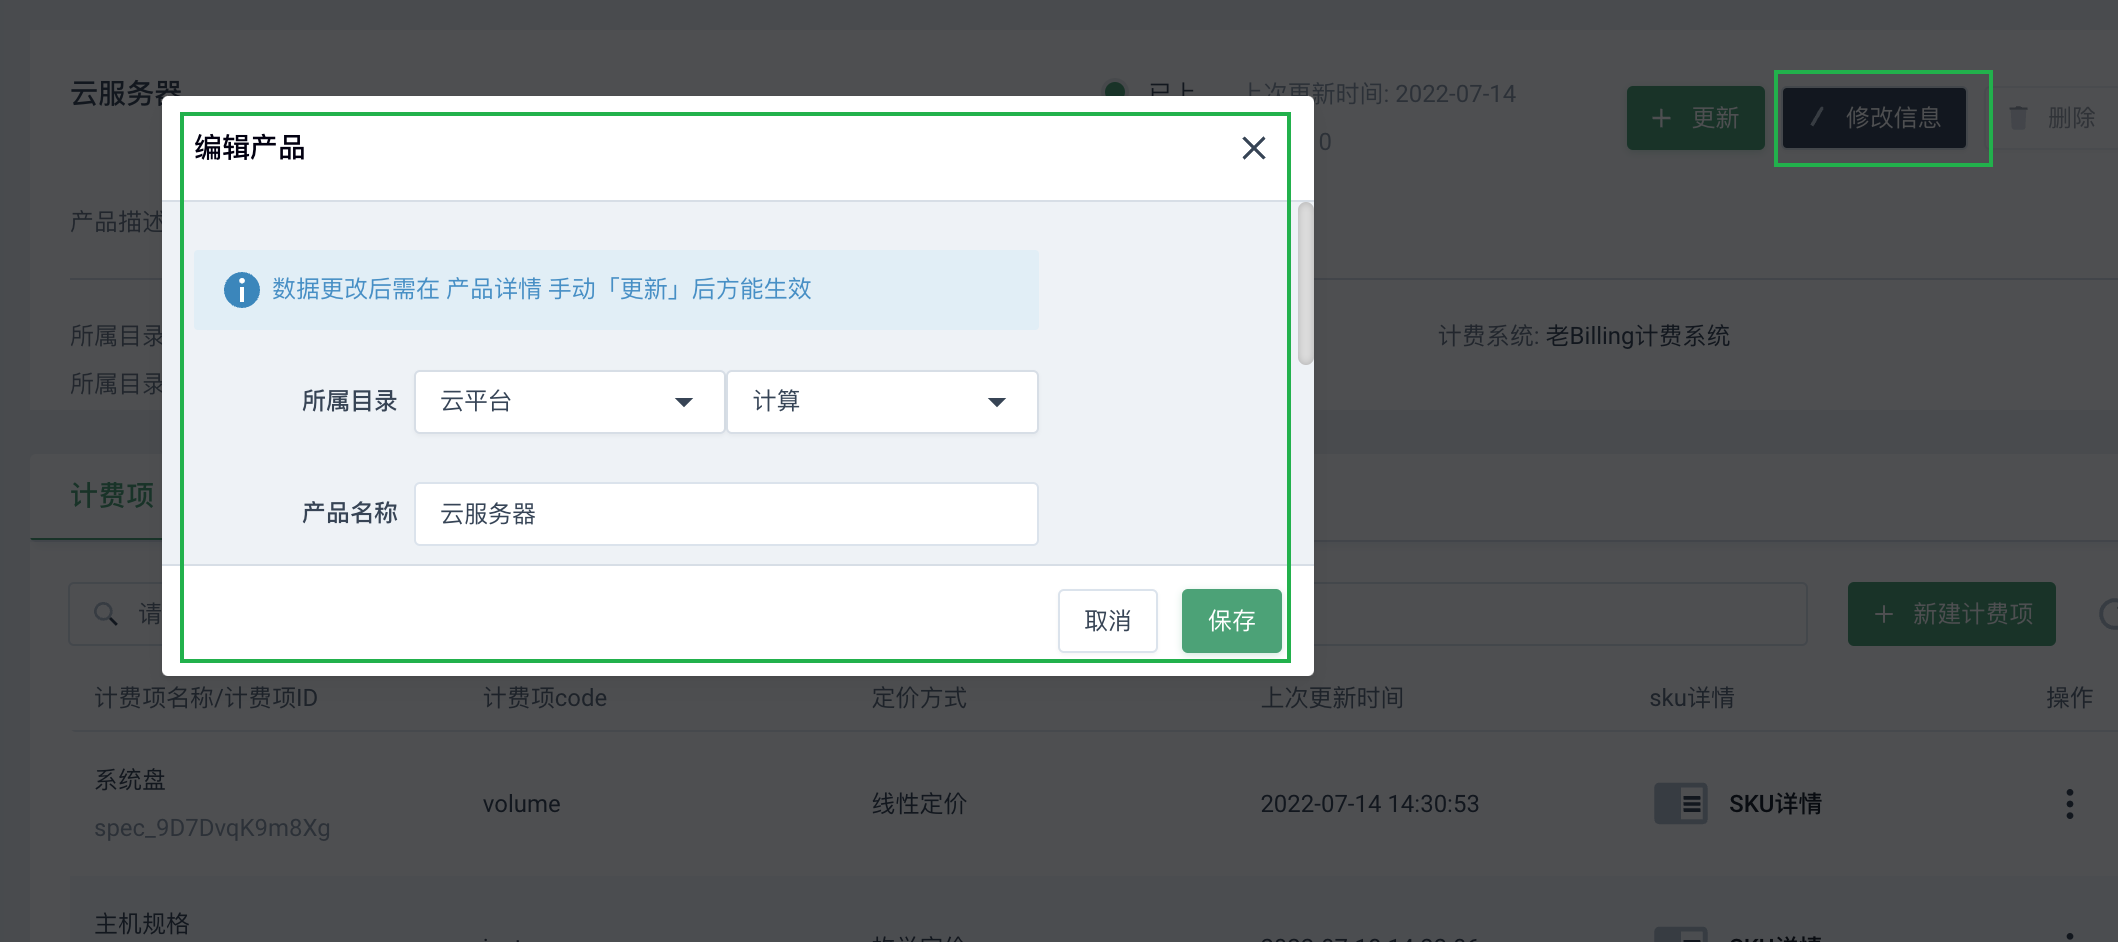 云服务器
已上
上次更新时间: 2022-07-14
0
更新
修改信息
删除
编辑产品
产品描述
数据更改后需在 产品详情 手动「更新」后方能生效
所属目录
计费系统: 老Billing计费系统
所属目录
所属目录 云平台 计算
计费项
产品名称 云服务器
请
取消 保存
新建计费项
计费项名称/计费项ID 计费项code 定价方式 上次更新时间 sku详情 操作
系统盘
volume 线性定价 2022-07-14 14:30:53 SKU详情
spec_9D7DvqK9m8Xg
主机规格